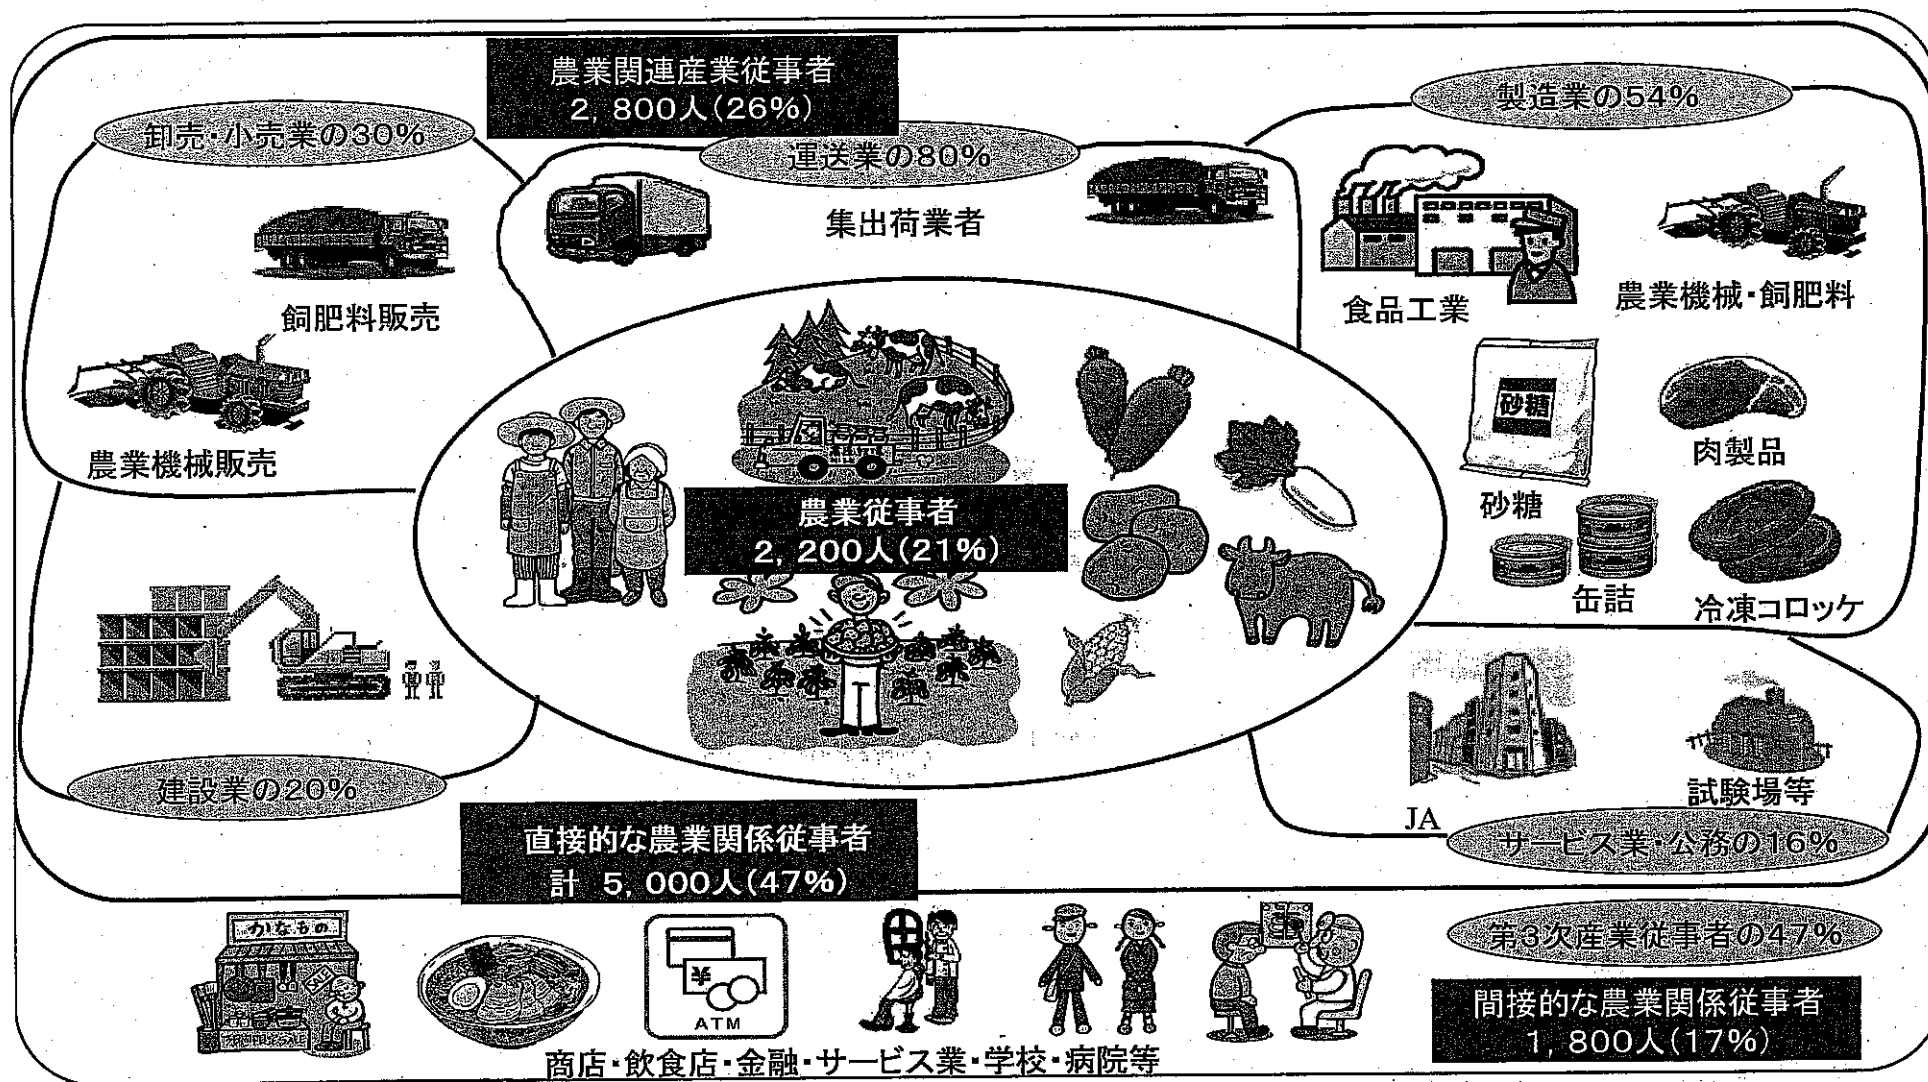 農業関連産業従事者
2,800人(26%)
卸売・小売業の30%
運送業の80%
製造業の54%
集出荷業者
飼肥料販売
農業機械販売
食品工業
農業機械・飼肥料
砂糖
砂糖
肉製品
缶詰
冷凍コロッケ
農業従事者
2,200人(21%)
建設業の20%
JA
試験場等
サービス業・公務の16%
直接的な農業関係従事者
計 5,000人(47%)
かなもの
¥
ATM
第3次産業従事者の47%
間接的な農業関係従事者
1,800人(17%)
商店・飲食店・金融・サービス業・学校・病院等